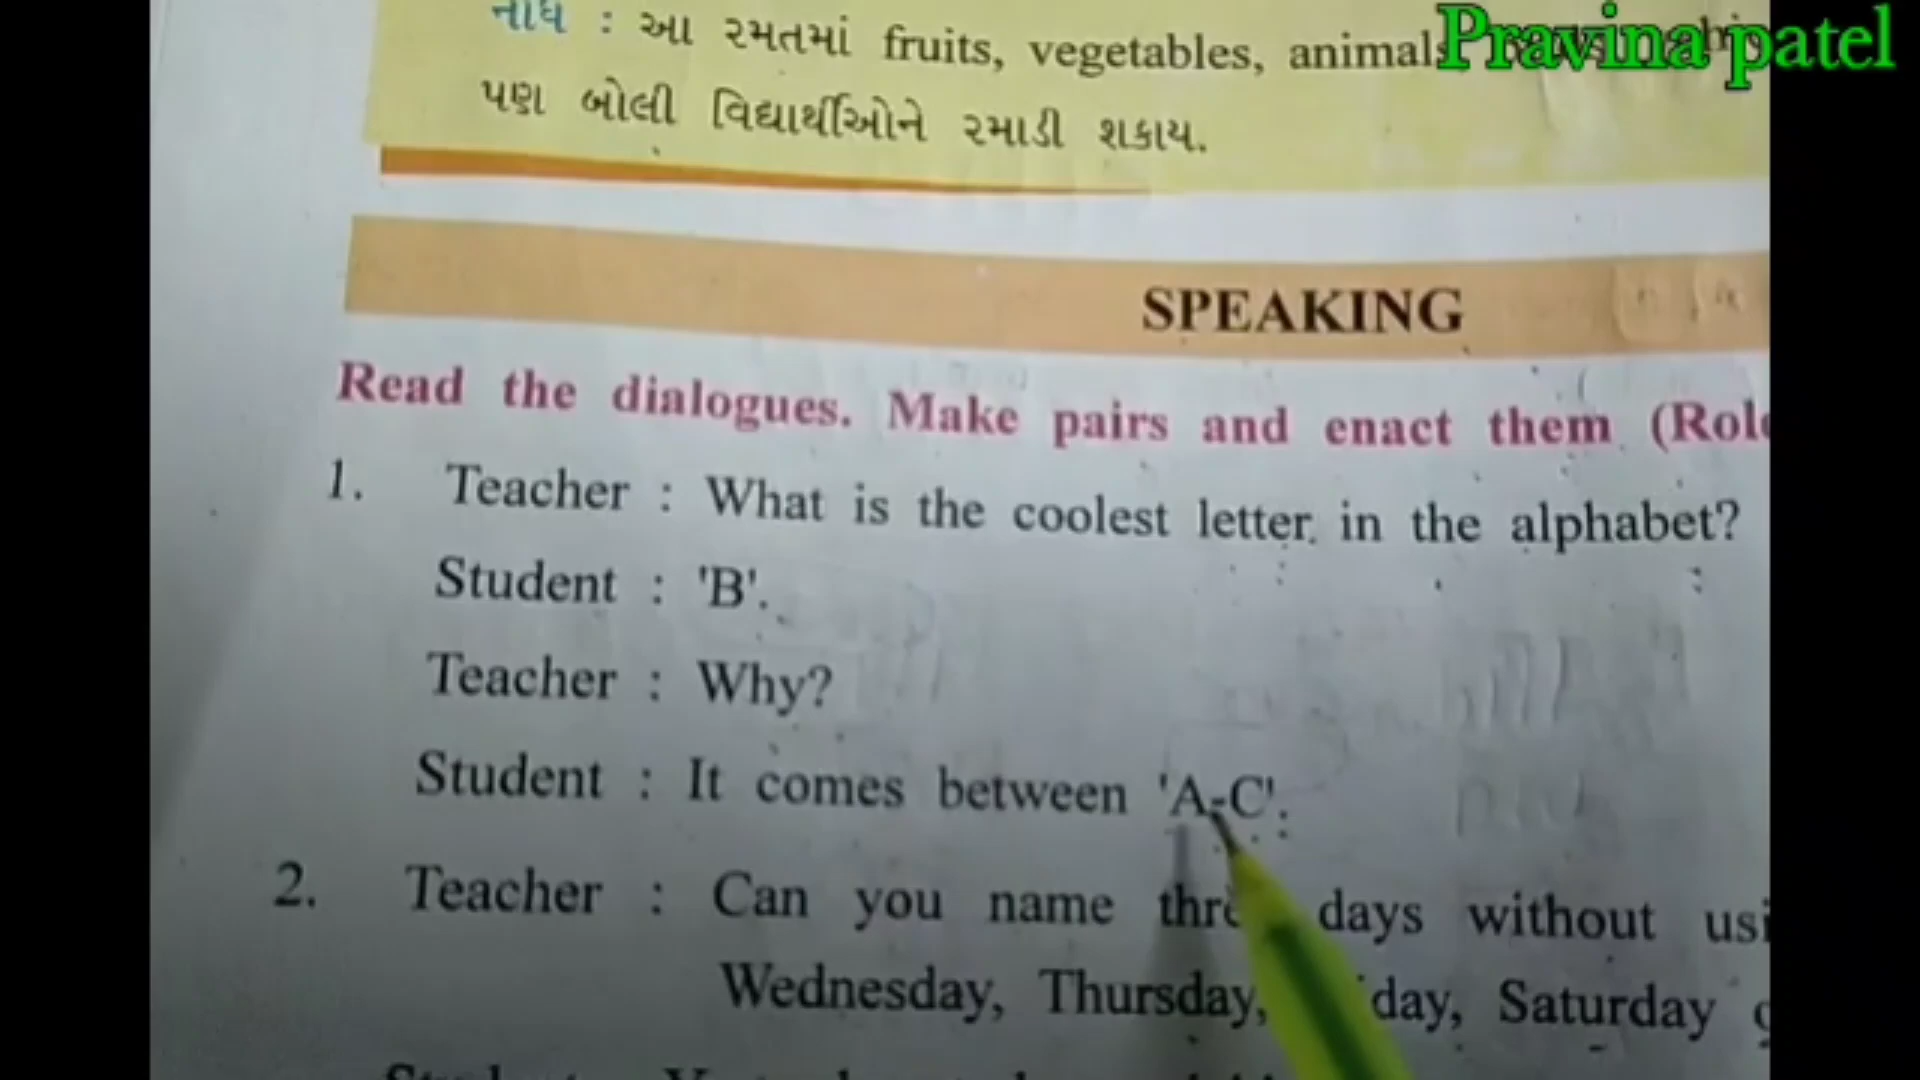 નોંધ : આ રમતમાં fruits, vegetables, animals,
Pravina patel
પણ બોલી વિદ્યાર્થીઓને રમાડી શકાય.
SPEAKING
Read the dialogues. Make pairs and enact them
1. Teacher : What is the coolest letter in the alphabet?
Student : 'B'.
Teacher : Why?
Student : It comes between 'A-C'.
2. Teacher : Can you name days without
Wednesday, Thursday, Saturday